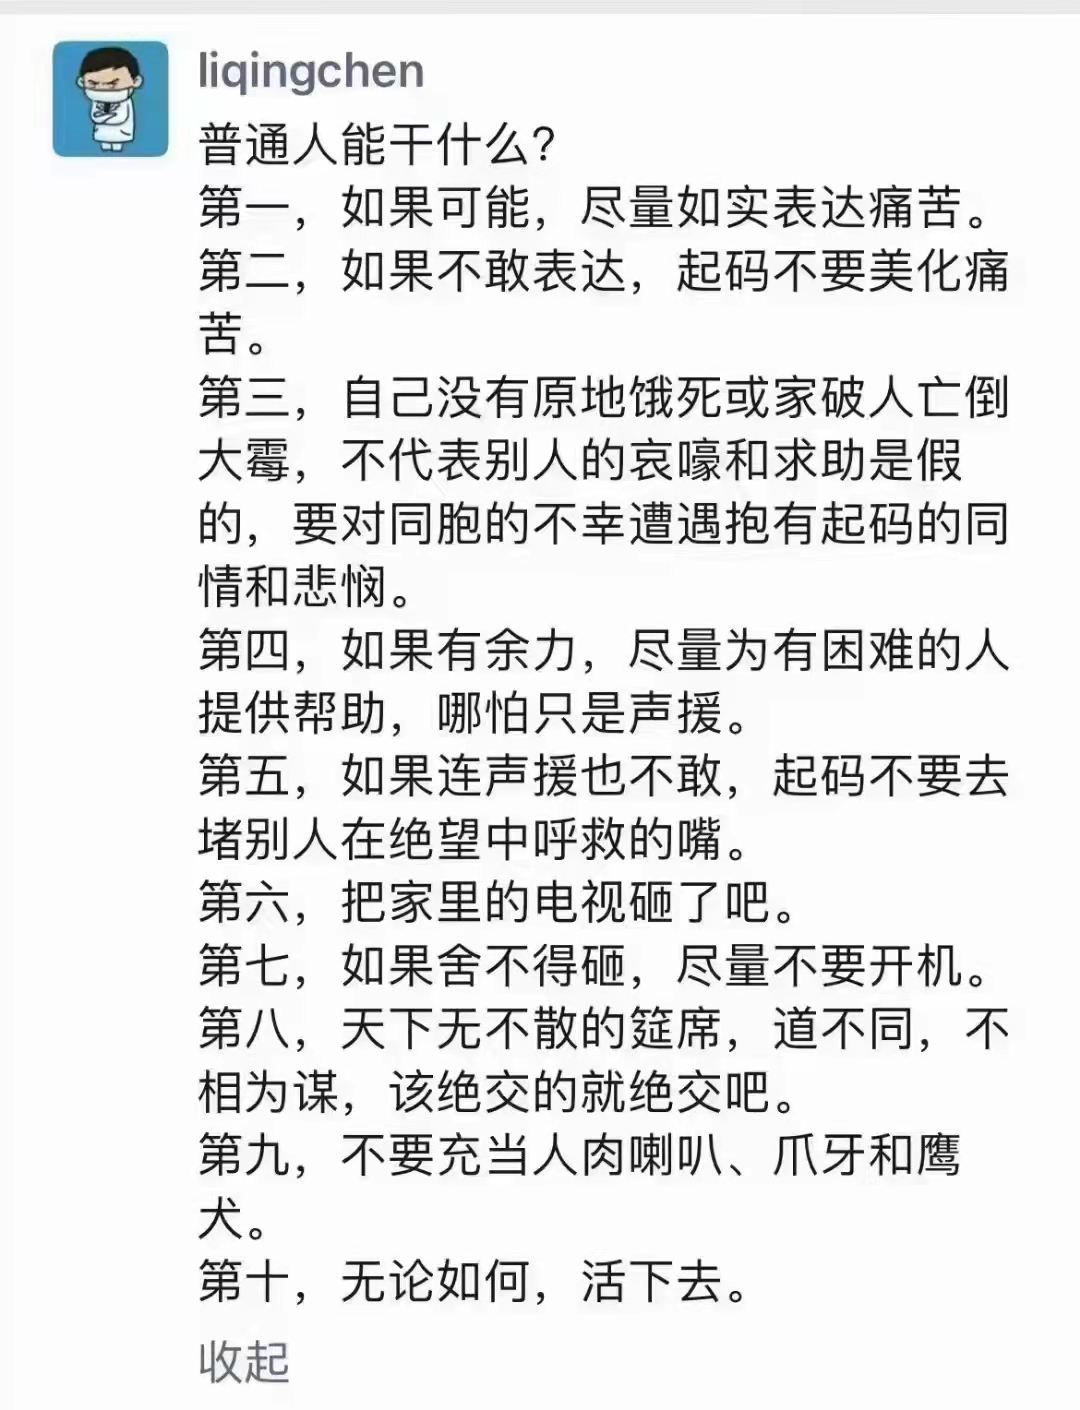 liqingchen
普通人能干什么？
第一，如果可能，尽量如实表达痛苦。
第二，如果不敢表达，起码不要美化痛
苦。
第三，自己没有原地饿死或家破人亡倒
大霉，不代表别人的哀嚎和求助是假
的，要对同胞的不幸遭遇抱有起码的同
情和悲悯。
第四，如果有余力，尽量为有困难的人
提供帮助，哪怕只是声援。
第五，如果连声援也不敢，起码不要去
堵别人在绝望中呼救的嘴。
第六，把家里的电视砸了吧。
第七，如果舍不得砸，尽量不要开机。
第八，天下无不散的筵席，道不同，不
相为谋，该绝交的就绝交吧。
第九，不要充当人肉喇叭、爪牙和鹰
犬。
第十，无论如何，活下去。
收起